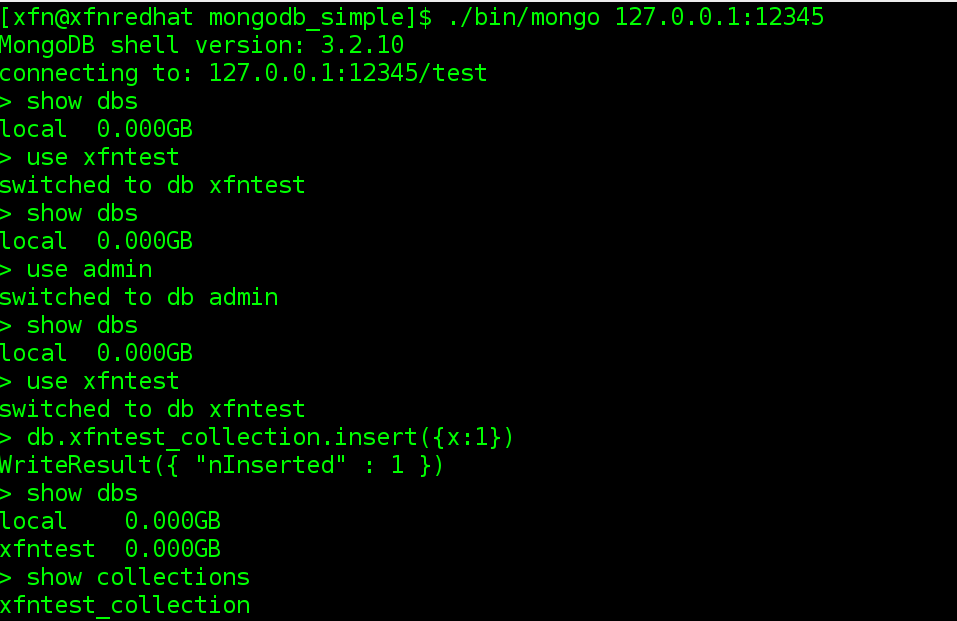 [xfn@xfnredhat mongodb_simple]$ ./bin/mongo 127.0.0.1:12345
MongoDB shell version: 3.2.10
connecting to: 127.0.0.1:12345/test
> show dbs
local  0.000GB
> use xfntest
switched to db xfntest
> show dbs
local  0.000GB
> use admin
switched to db admin
> show dbs
local  0.000GB
> use xfntest
switched to db xfntest
> db.xfntest_collection.insert({x:1})
WriteResult({ "nInserted" : 1 })
> show dbs
local    0.000GB
xfntest  0.000GB
> show collections
xfntest_collection